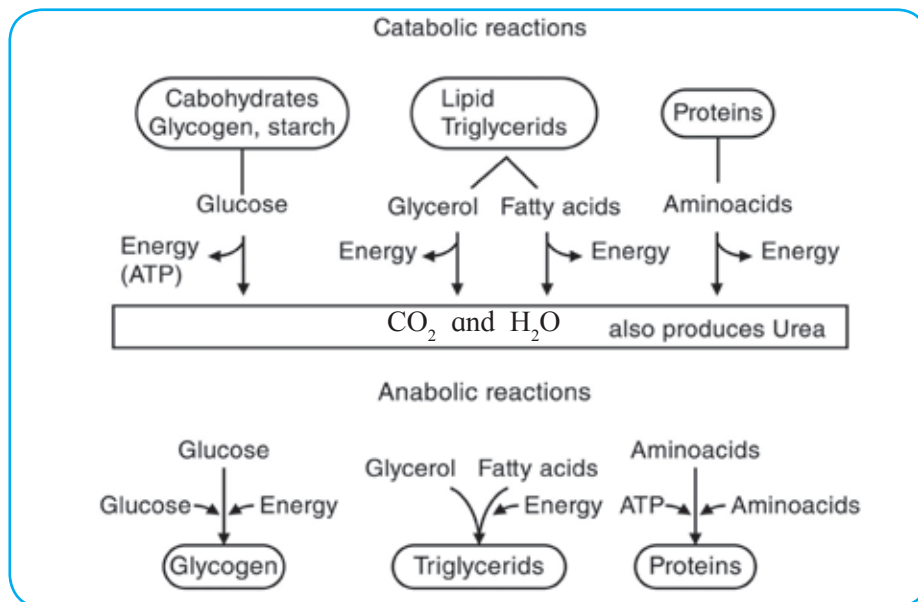 Catabolic reactions
Cabohydrates
Glycogen, starch
Lipid
Triglycerids
Proteins
Glucose
Glycerol
Fatty acids
Aminoacids
Energy
(ATP)
Energy
Energy
Energy
CO₂ and H₂O
also produces Urea
Anabolic reactions
Glucose
Glucose
Energy
Glycogen
Glycerol
Fatty acids
Energy
Triglycerids
Aminoacids
ATP
Aminoacids
Proteins